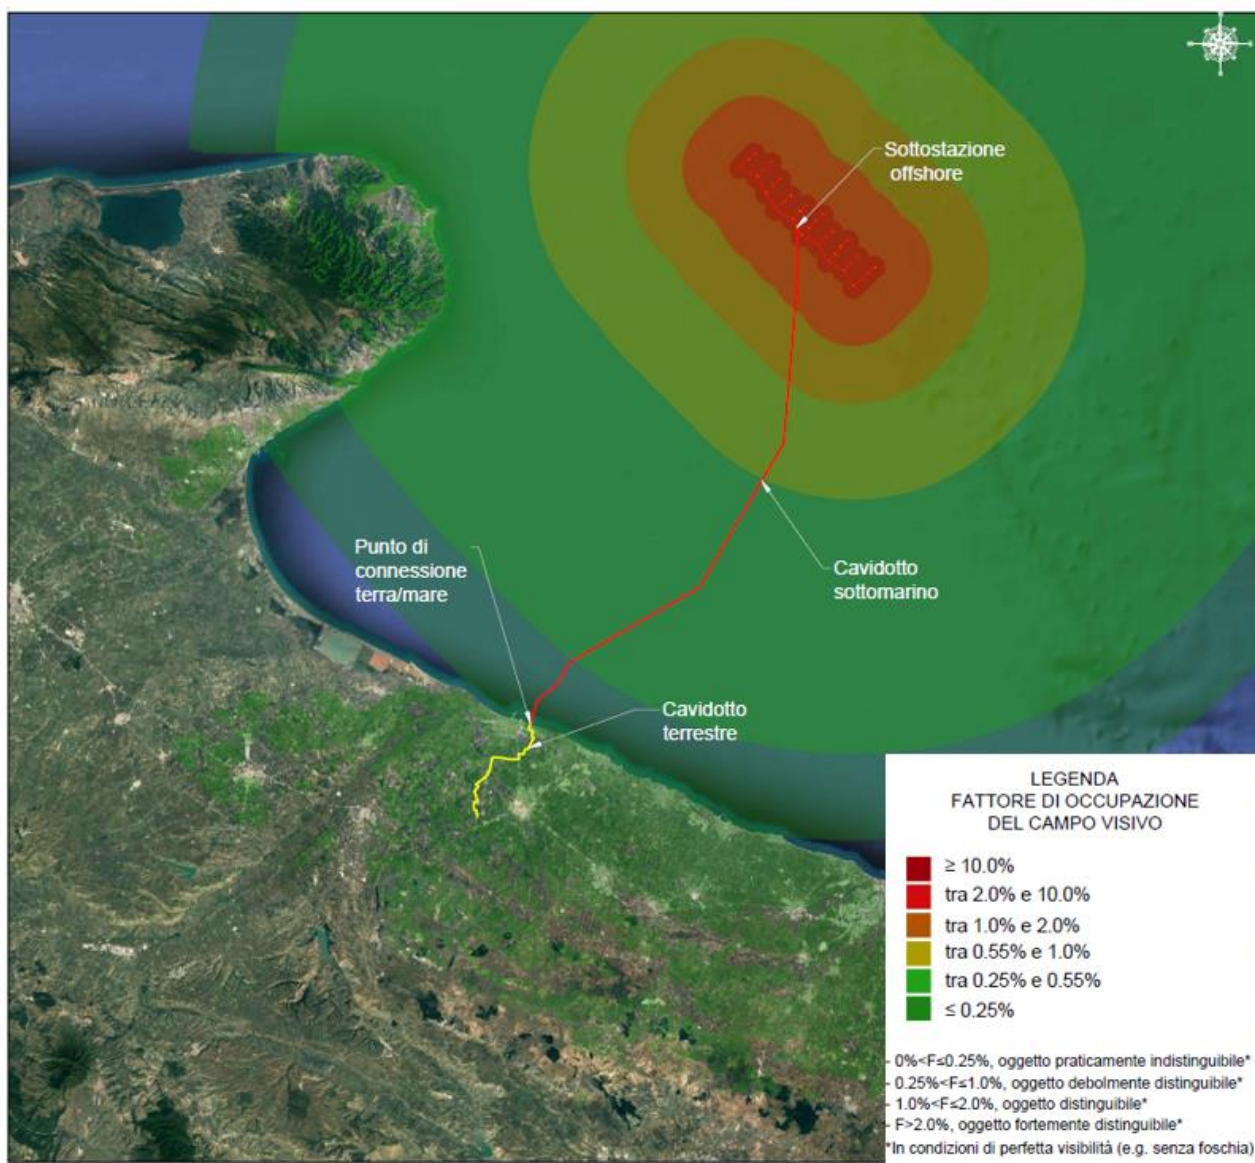 Sottostazione
offshore
Punto di
connessione
terra/mare
Cavidotto
sottomarino
Cavidotto
terrestre
LEGENDA
FATTORE DI OCCUPAZIONE
DEL CAMPO VISIVO
≥ 10.0%
tra 2.0% e 10.0%
tra 1.0% e 2.0%
tra 0.55% e 1.0%
tra 0.25% e 0.55%
≤ 0.25%
- 0%<F≤0.25%, oggetto praticamente indistinguibile*
- 0.25%<F≤1.0%, oggetto debolmente distinguibile*
- 1.0%<F≤2.0%, oggetto distinguibile*
- F>2.0%, oggetto fortemente distinguibile*
*In condizioni di perfetta visibilità (e.g. senza foschia)